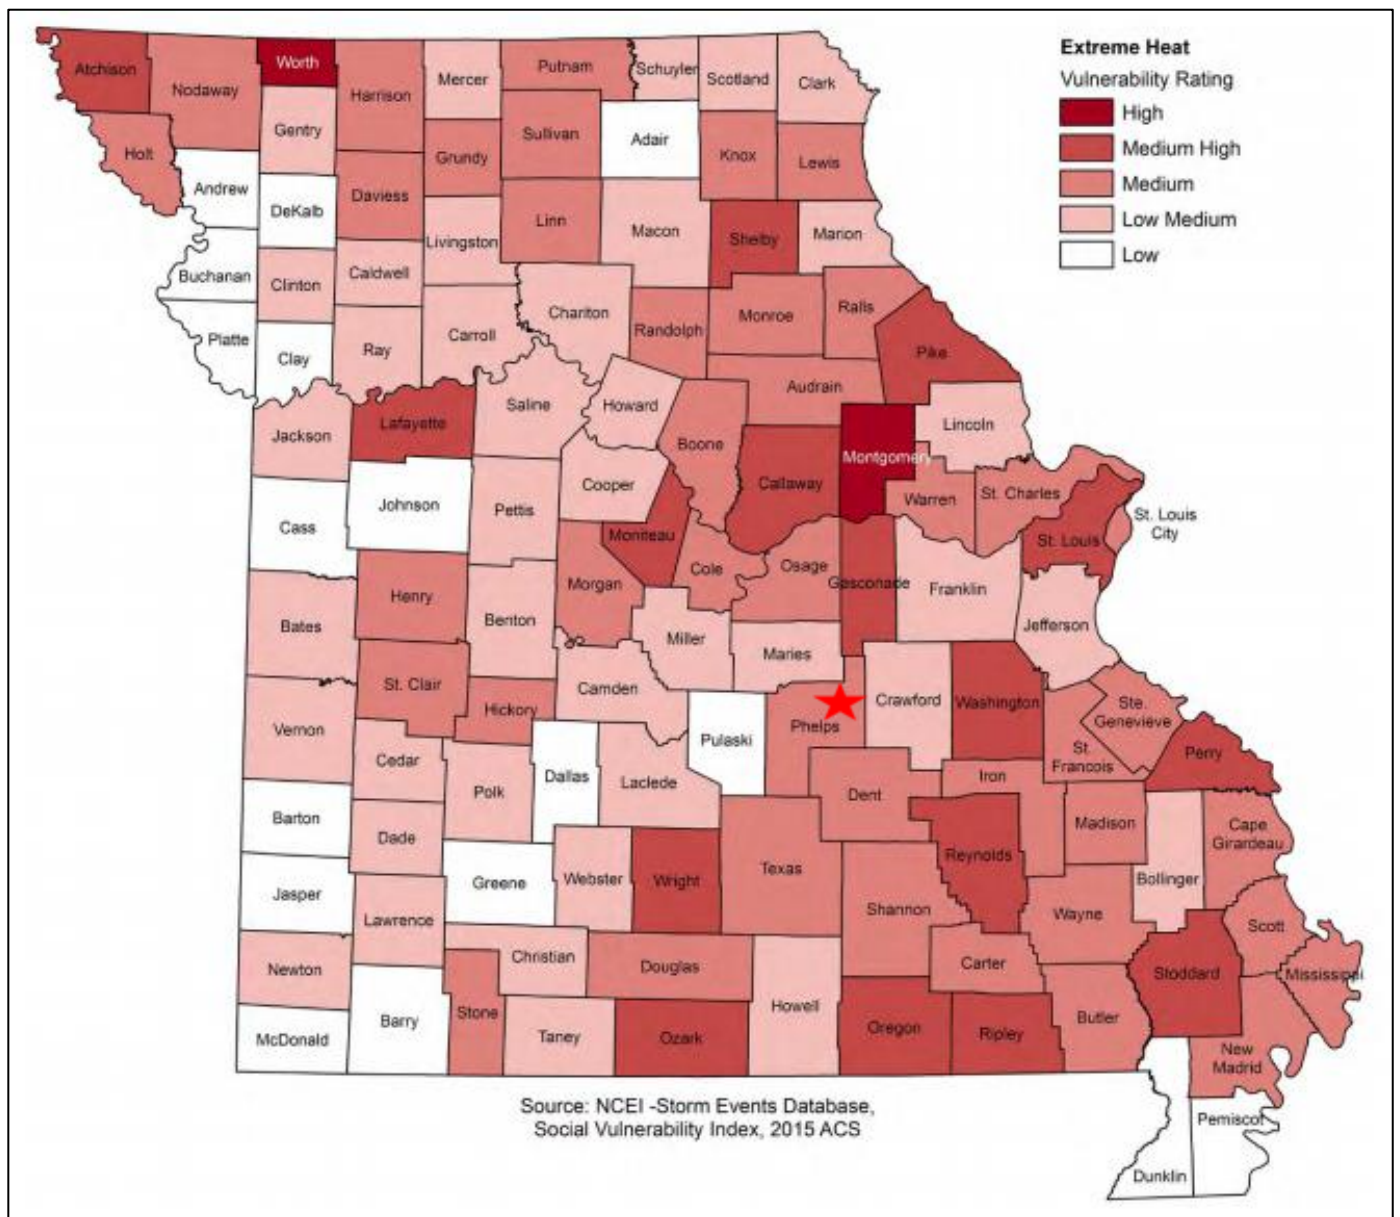 Extreme Heat
Vulnerability Rating
High
Medium High
Medium
Low Medium
Low
Atchison
Nodaway
Worth
Harrison
Mercer
Putnam
Schuyler
Scotland
Clark
Holt
Gentry
Grundy
Sullivan
Adair
Knox
Lewis
Andrew
DeKalb
Daviess
Livingston
Linn
Macon
Shelby
Marion
Buchanan
Clinton
Caldwell
Chariton
Randolph
Monroe
Ralls
Platte
Clay
Ray
Carroll
Pike
Audrain
Jackson
Lafayette
Saline
Howard
Boone
Callaway
Montgomery
Lincoln
Cass
Johnson
Pettis
Cooper
Moniteau
Warren
St. Charles
St. Louis
St. Louis
City
Bates
Henry
Benton
Morgan
Cole
Osage
Gasconade
Franklin
Jefferson
Miller
Maries
Vernon
St. Clair
Hickory
Camden
Pulaski
Phelps
Crawford
Washington
Ste.
Genevieve
St.
Francois
Perry
Cedar
Polk
Dallas
Laclede
Dent
Iron
Barton
Dade
Madison
Cape
Girardeau
Jasper
Greene
Webster
Wright
Texas
Reynolds
Bollinger
Lawrence
Shannon
Wayne
Scott
Newton
Christian
Douglas
Carter
Stoddard
Mississippi
McDonald
Barry
Stone
Taney
Ozark
Howell
Oregon
Ripley
Butler
New
Madrid
Pemiscot
Dunklin
Source: NCEI -Storm Events Database,
Social Vulnerability Index, 2015 ACS